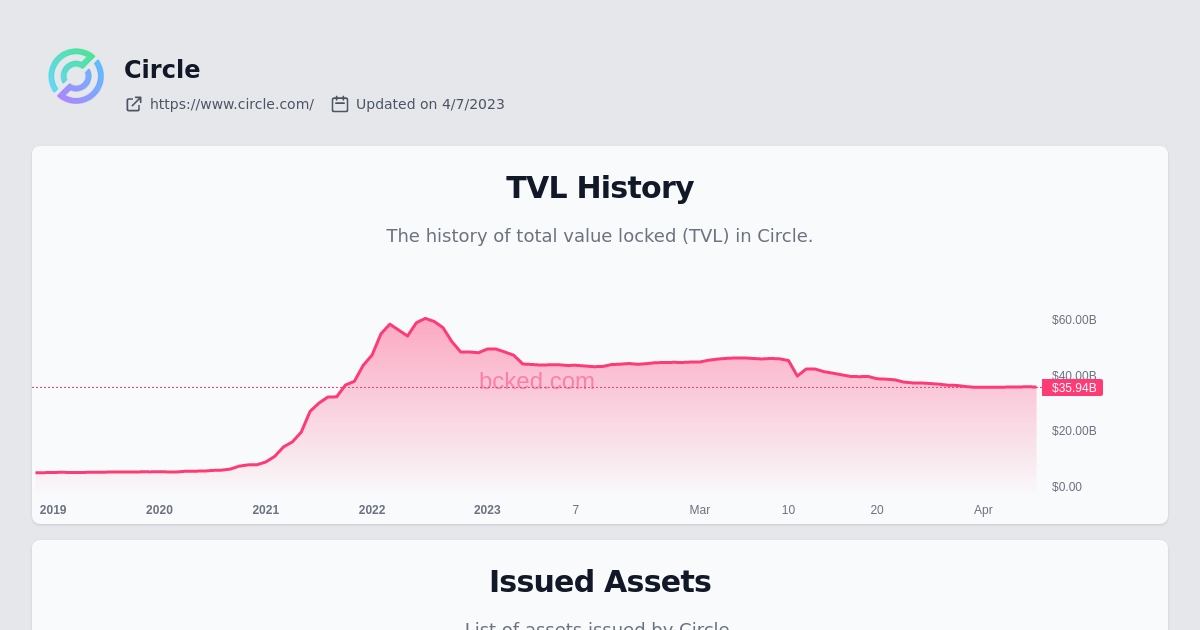 Circle
https://www.circle.com/ Updated on 4/7/2023
TVL History
The history of total value locked (TVL) in Circle.
$60.00B
$40.00B
$35.94B
bcked.com
$20.00B
$0.00
2019 2020 2021 2022 2023 7 Mar 10 20 Apr
Issued Assets
List of assets issued by Circle